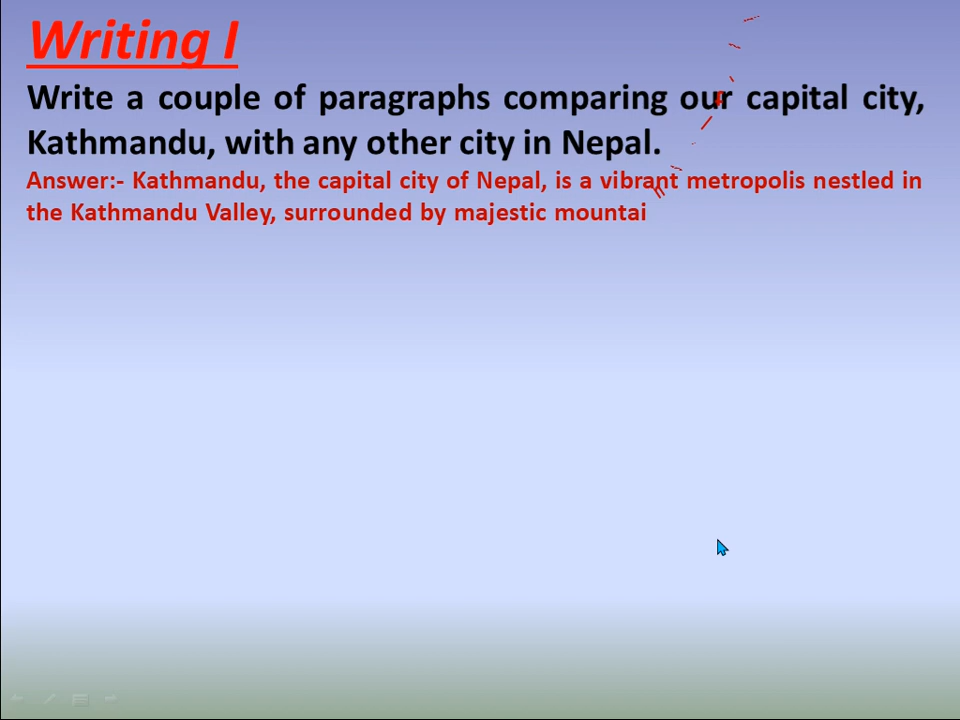 Writing I
Write a couple of paragraphs comparing our capital city,
Kathmandu, with any other city in Nepal.
Answer:- Kathmandu, the capital city of Nepal, is a vibrant metropolis nestled in
the Kathmandu Valley, surrounded by majestic mountai